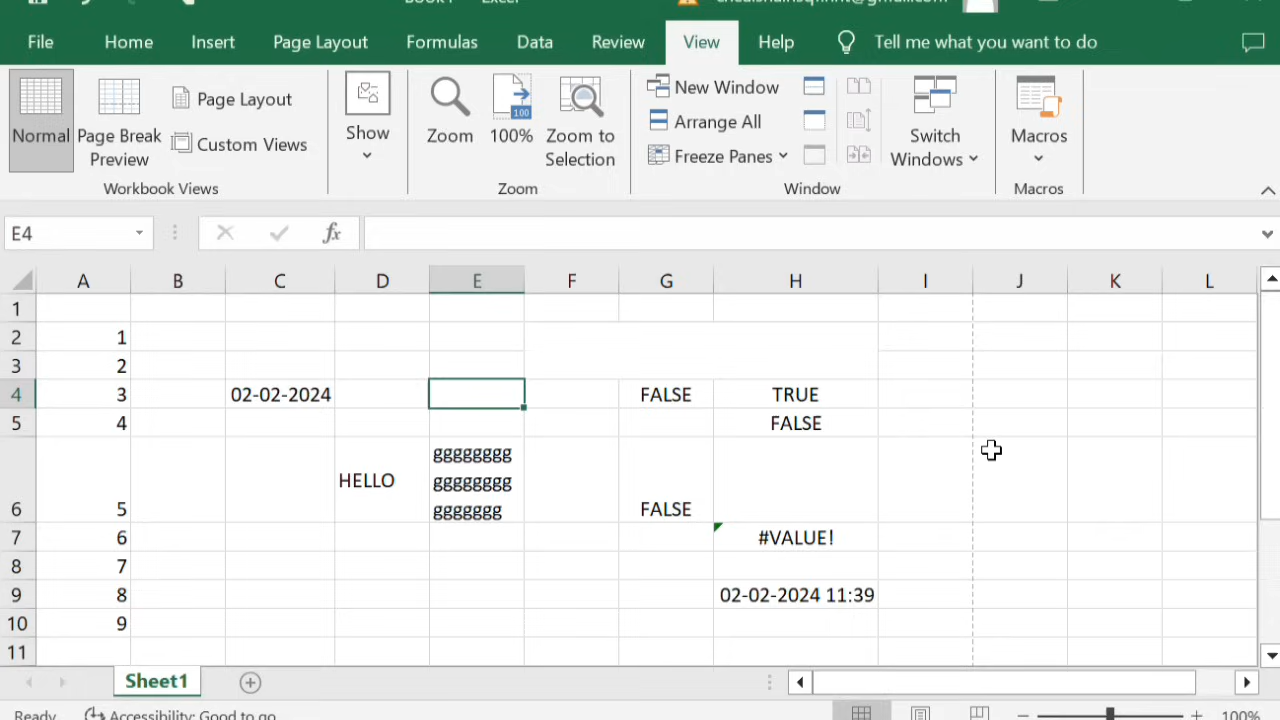 File Home Insert Page Layout Formulas Data Review View Help Tell me what you want to do
Normal Page Break Preview Page Layout Custom Views
Workbook Views
Show
Zoom 100% Zoom to Selection
Zoom
New Window Arrange All Freeze Panes Switch Windows
Window
Macros
Macros
E4 fx
A B C D E F G H I J K L
1
2 1
3 2
4 3 02-02-2024 FALSE TRUE
5 4 FALSE
gggggggg
HELLO gggggggg
6 5 ggggggg FALSE
7 6 #VALUE!
8 7
9 8 02-02-2024 11:39
10 9
11
Sheet1
Ready Accessibility: Good to go 100%